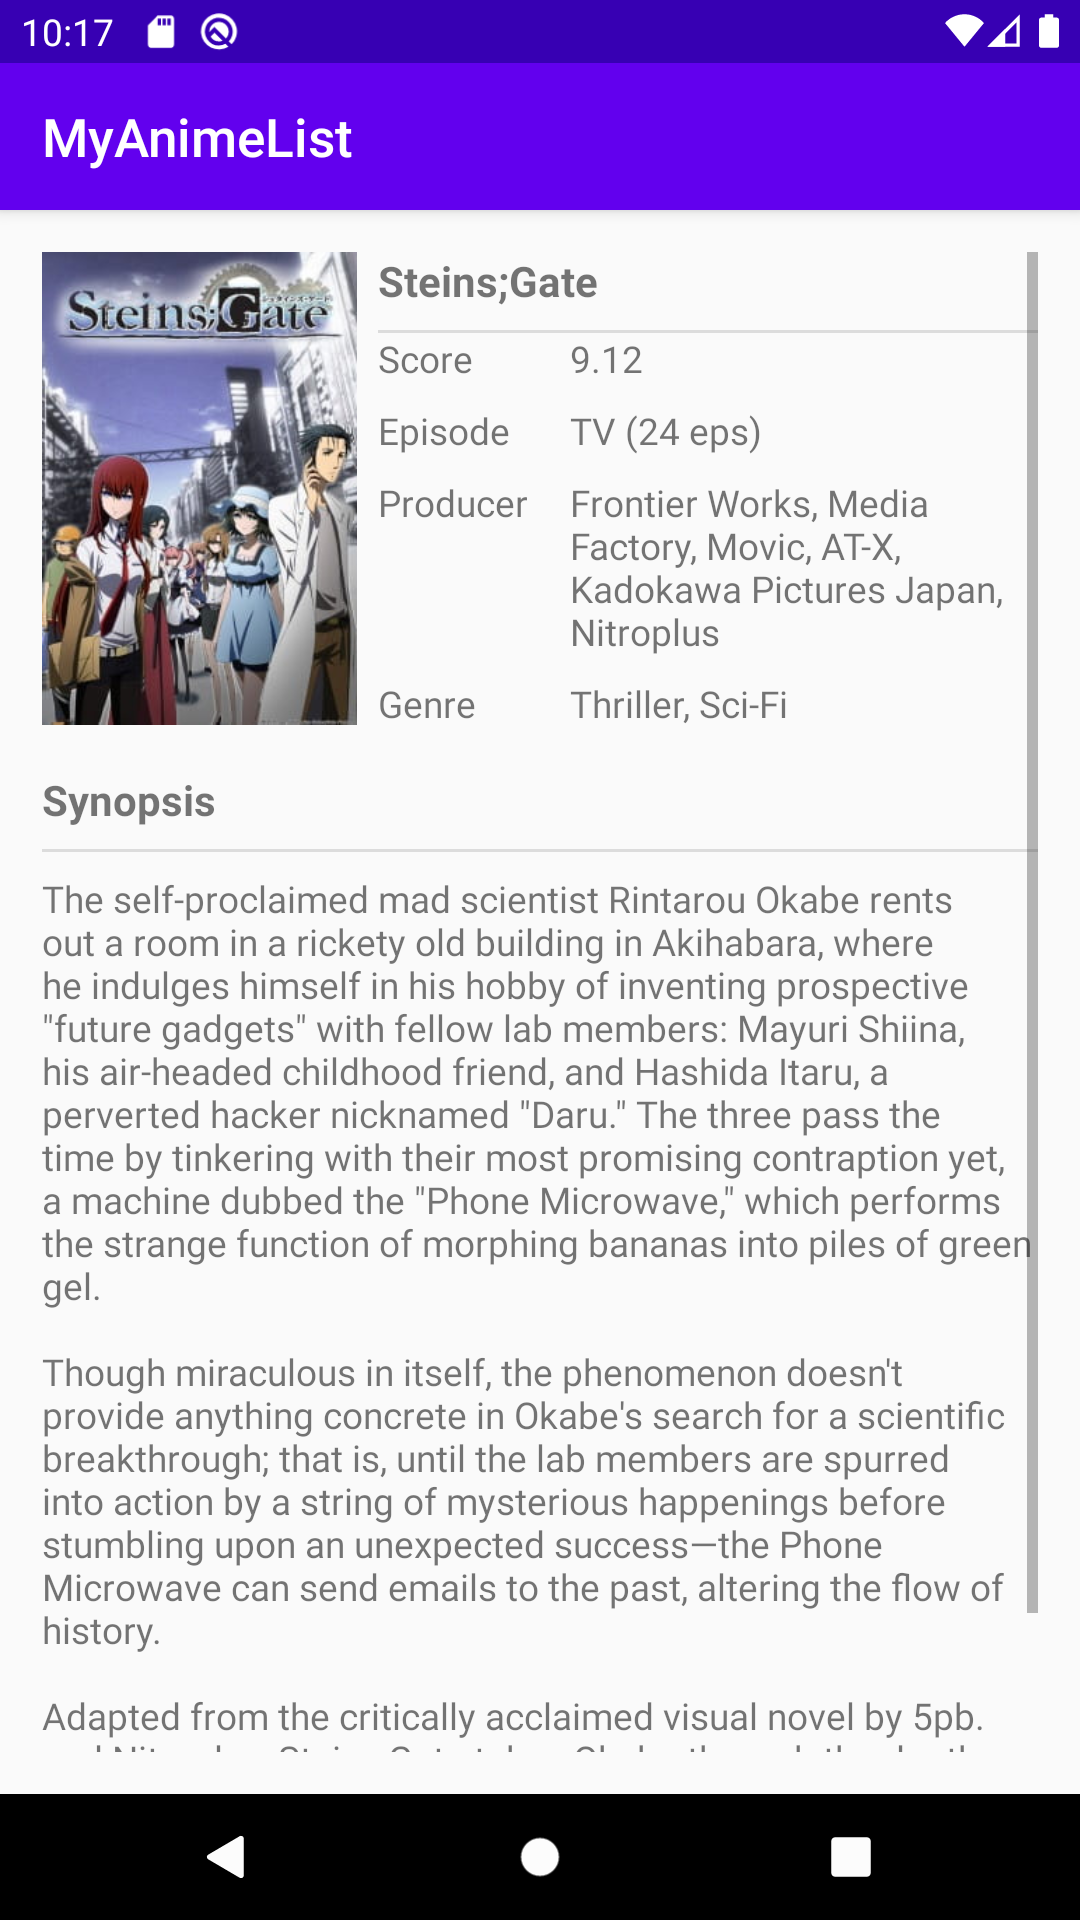 10:17
MyAnimeList
Steins;Gate
Steins;Gate
Score 9.12
Episode TV (24 eps)
Producer Frontier Works, Media
Factory, Movic, AT-X,
Kadokawa Pictures Japan,
Nitroplus
Genre Thriller, Sci-Fi
Synopsis
The self-proclaimed mad scientist Rintarou Okabe rents
out a room in a rickety old building in Akihabara, where
he indulges himself in his hobby of inventing prospective
"future gadgets" with fellow lab members: Mayuri Shiina,
his air-headed childhood friend, and Hashida Itaru, a
perverted hacker nicknamed "Daru." The three pass the
time by tinkering with their most promising contraption yet,
a machine dubbed the "Phone Microwave," which performs
the strange function of morphing bananas into piles of green
gel.
Though miraculous in itself, the phenomenon doesn't
provide anything concrete in Okabe's search for a scientific
breakthrough; that is, until the lab members are spurred
into action by a string of mysterious happenings before
stumbling upon an unexpected success—the Phone
Microwave can send emails to the past, altering the flow of
history.
Adapted from the critically acclaimed visual novel by 5pb.